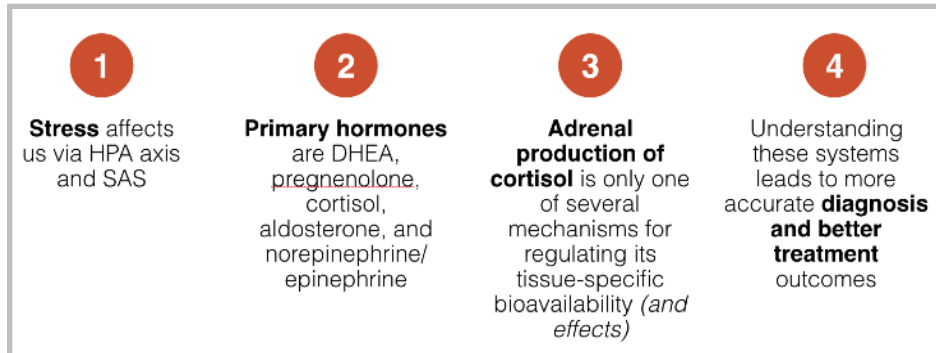 1
Stress affects
us via HPA axis
and SAS
2
Primary hormones
are DHEA,
pregnenolone,
cortisol,
aldosterone, and
norepinephrine/
epinephrine
3
Adrenal
production of
cortisol is only one
of several
mechanisms for
regulating its
tissue-specific
bioavailability (and
effects)
4
Understanding
these systems
leads to more
accurate diagnosis
and better
treatment
outcomes